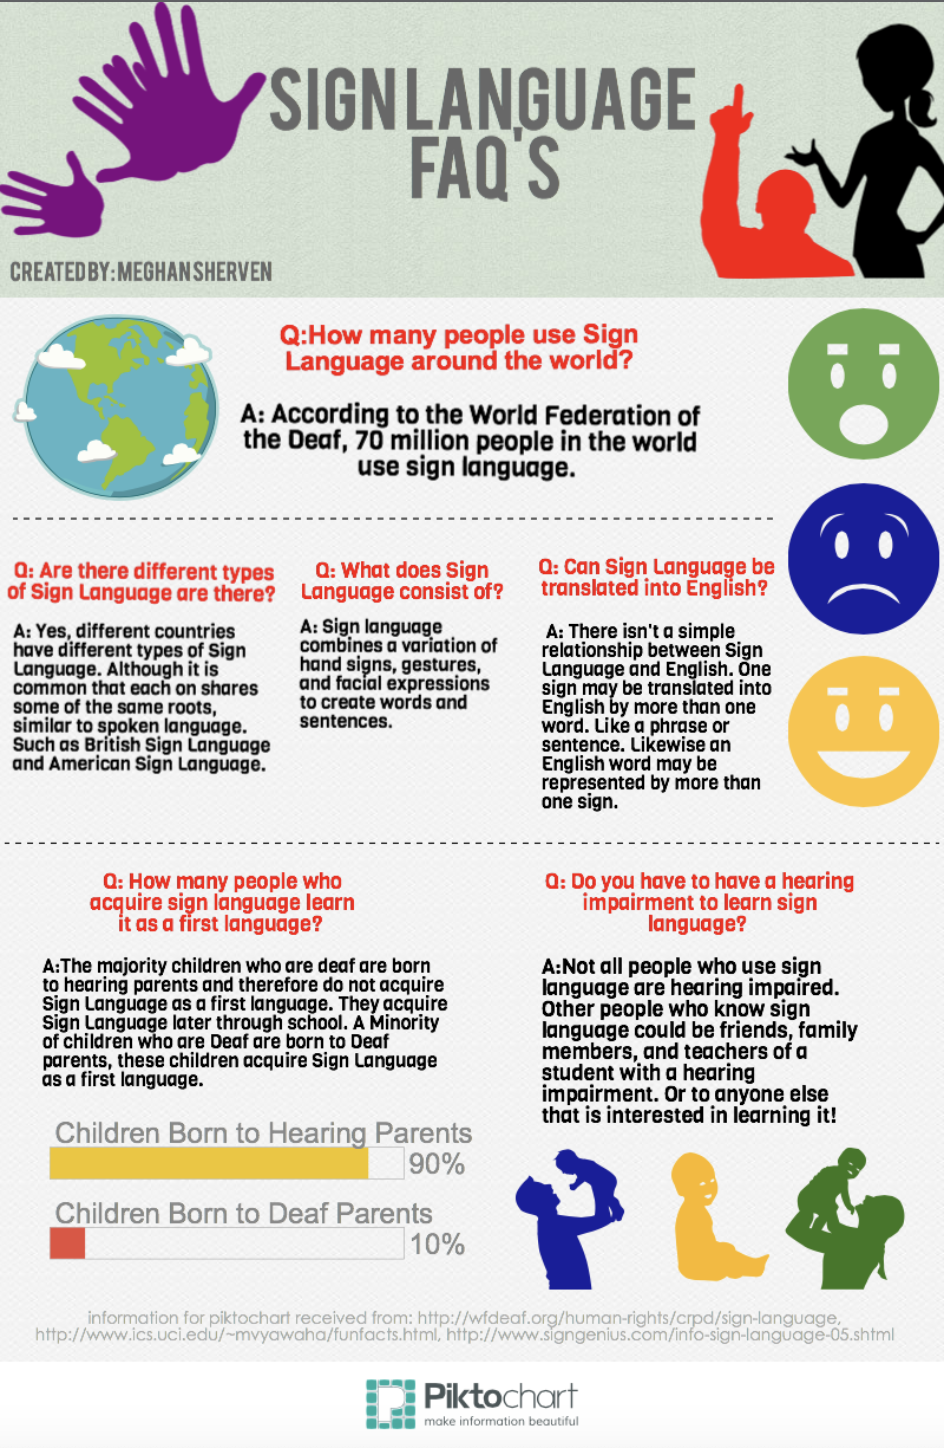 SIGN LANGUAGE
FAQ'S
CREATED BY: MEGHAN SHERVEN
Q:How many people use Sign
Language around the world?
A: According to the World Federation of
the Deaf, 70 million people in the world
use sign language.
Q: Are there different types
of Sign Language are there?
A: Yes, different countries
have different types of Sign
Language. Although it is
common that each on shares
some of the same roots,
similar to spoken language.
Such as British Sign Language
and American Sign Language.
Q: What does Sign
Language consist of?
A: Sign language
combines a variation of
hand signs, gestures,
and facial expressions
to create words and
sentences.
Q: Can Sign Language be
translated into English?
A: There isn't a simple
relationship between Sign
Language and English. One
sign may be translated into
English by more than one
word. Like a phrase or
sentence. Likewise an
English word may be
represented by more than
one sign.
Q: How many people who
acquire sign language learn
it as a first language?
A:The majority children who are deaf are born
to hearing parents and therefore do not acquire
Sign Language as a first language. They acquire
Sign Language later through school. A Minority
of children who are Deaf are born to Deaf
parents, these children acquire Sign Language
as a first language.
Children Born to Hearing Parents
90%
Children Born to Deaf Parents
10%
Q: Do you have to have a hearing
impairment to learn sign
language?
A:Not all people who use sign
language are hearing impaired.
Other people who know sign
language could be friends, family
members, and teachers of a
student with a hearing
impairment. Or to anyone else
that is interested in learning it!
information for piktochart received from: http://wfdeaf.org/human-rights/crpd/sign-language,
http://www.ics.uci.edu/~mvyawaha/funfacts.html, http://www.signgenius.com/info-sign-language-05.shtml
Piktochart
make information beautiful